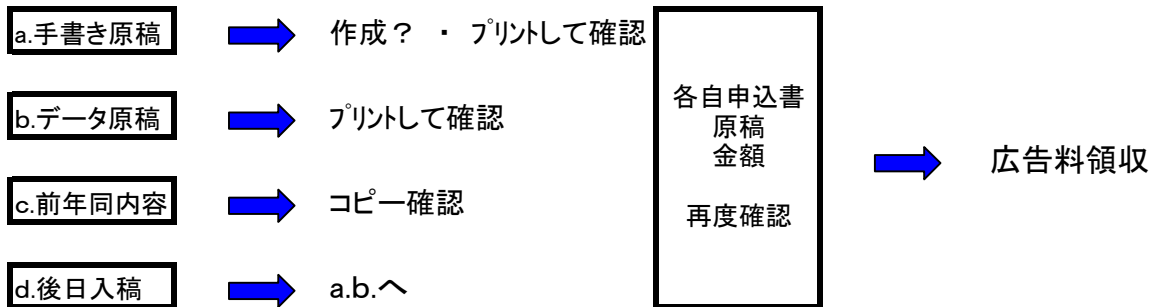 a.手書き原稿
作成? ・ プリントして確認
b.データ原稿
プリントして確認
c.前年同内容
コピー確認
d.後日入稿
a.b.へ
各自申込書
原稿
金額
再度確認
広告料領収